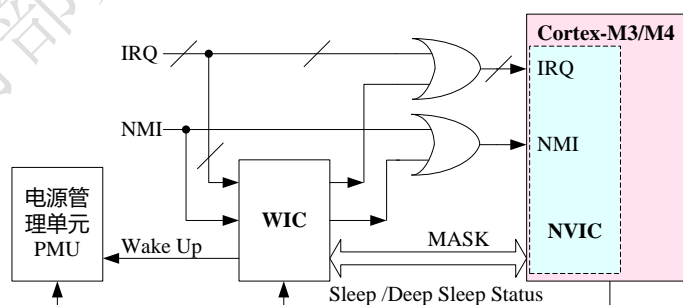 部
Cortex-M3/M4
IRQ
IRQ
NMI
NMI
电源管
理单元
PMU
WIC
NVIC
Wake Up
MASK
Sleep /Deep Sleep Status